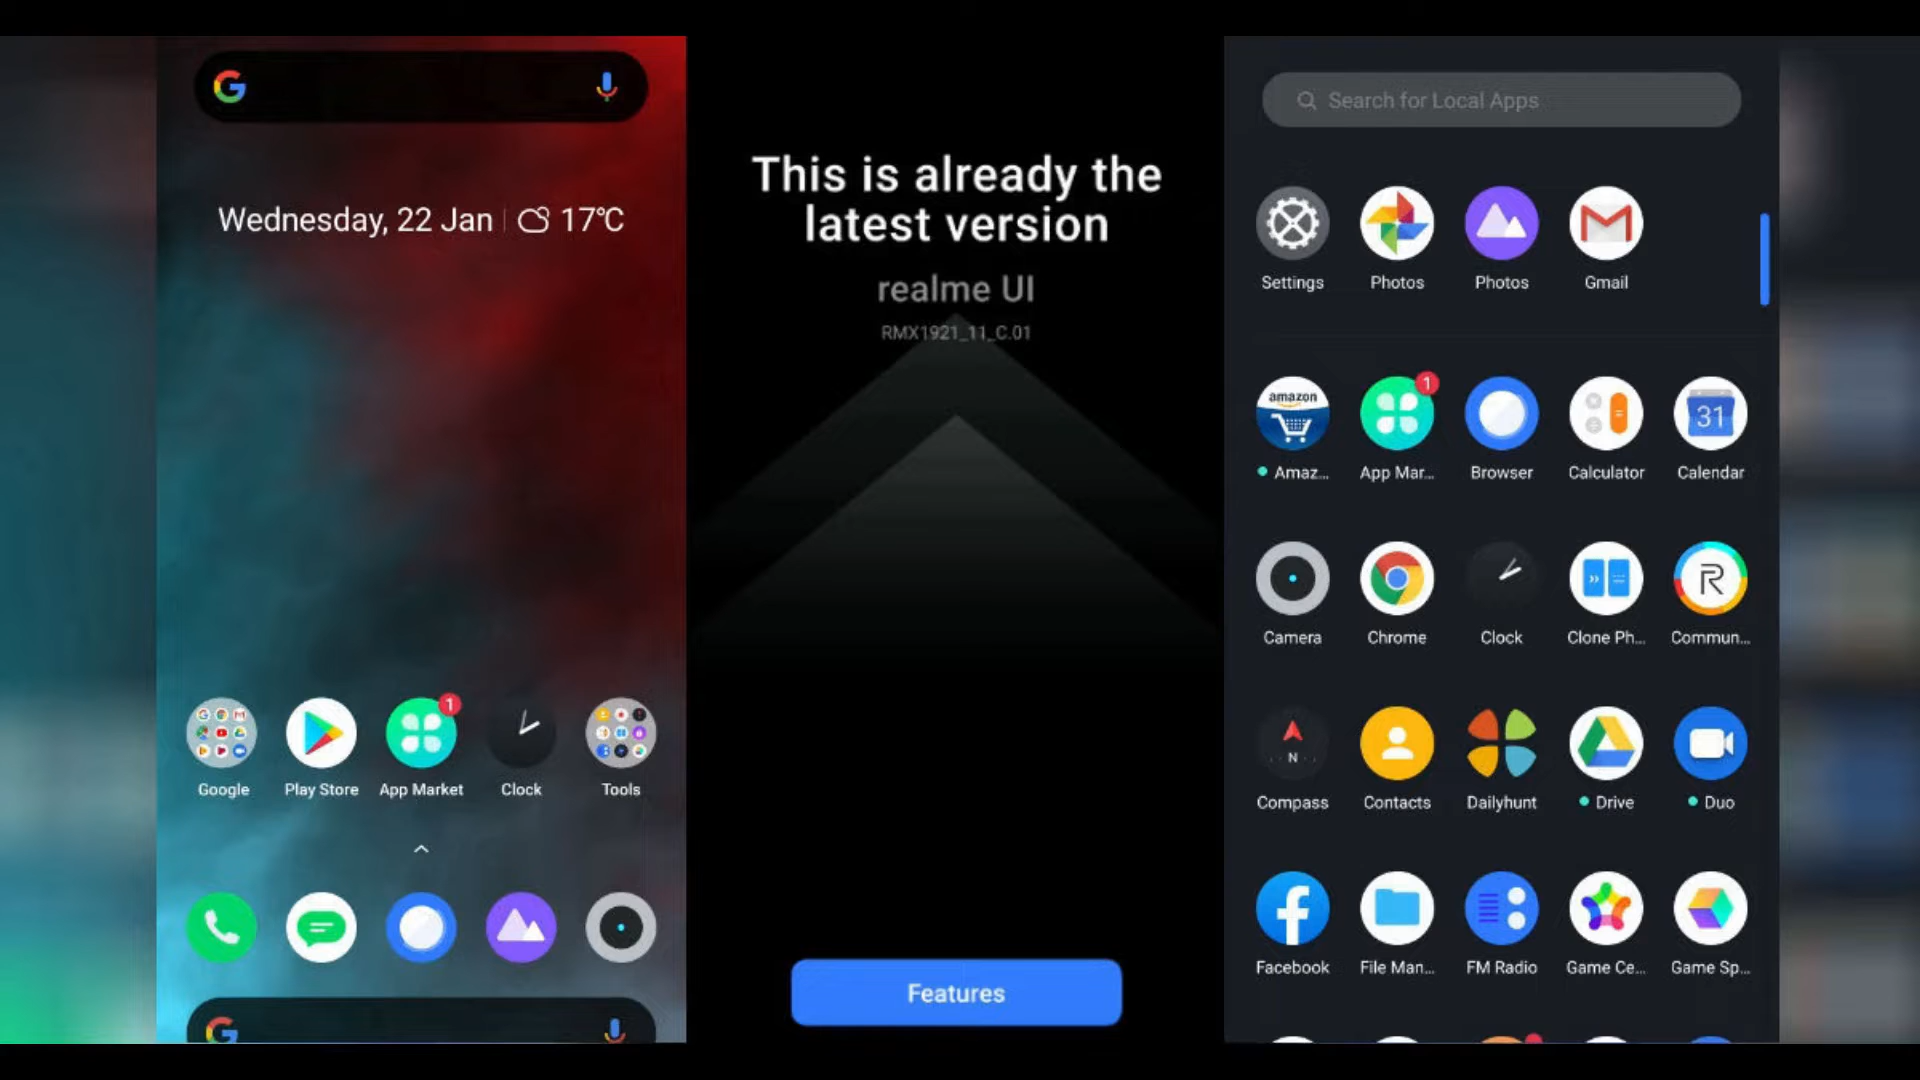 Wednesday, 22 Jan
17°C
Google
Play Store
App Market
1
Clock
Tools
This is already the
latest version
realme UI
RMX1921_11_C.01
Features
Search for Local Apps
Settings
Photos
Photos
Gmail
amazon
1
31
Amaz...
App Mar...
Browser
Calculator
Calendar
R
Camera
Chrome
Clock
Clone Ph...
Commun...
N
Compass
Contacts
Dailyhunt
Drive
Duo
Facebook
File Man...
FM Radio
Game Ce...
Game Sp...